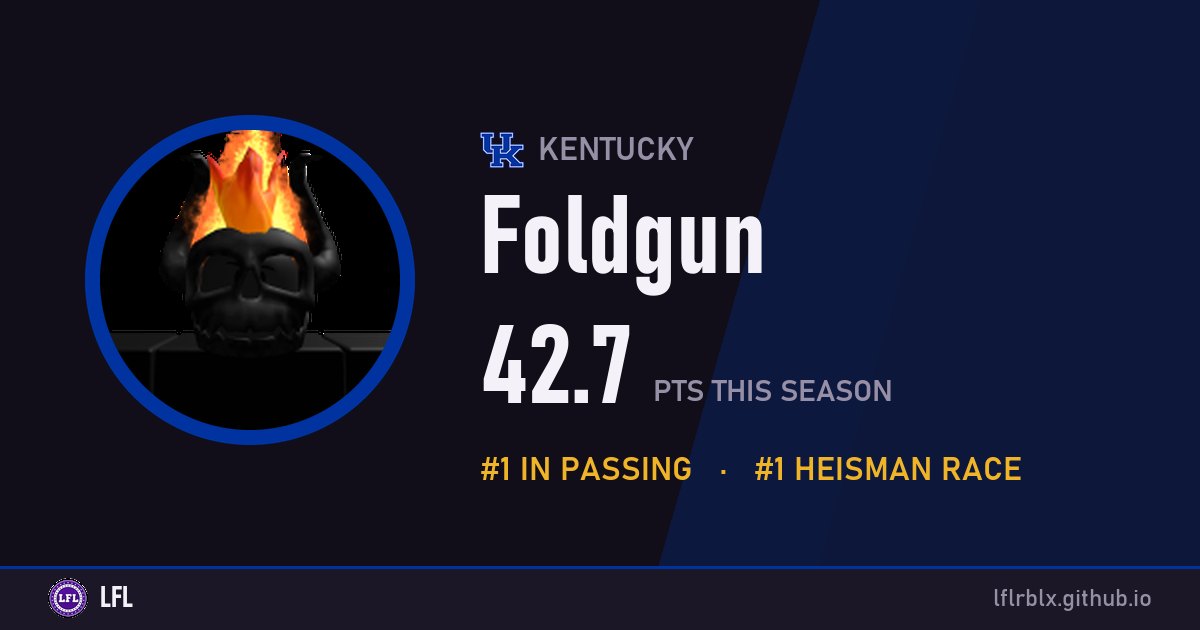 UK KENTUCKY
Foldgun
42.7 PTS THIS SEASON
#1 IN PASSING · #1 HEISMAN RACE
LFL LFL
lflrblx.github.io